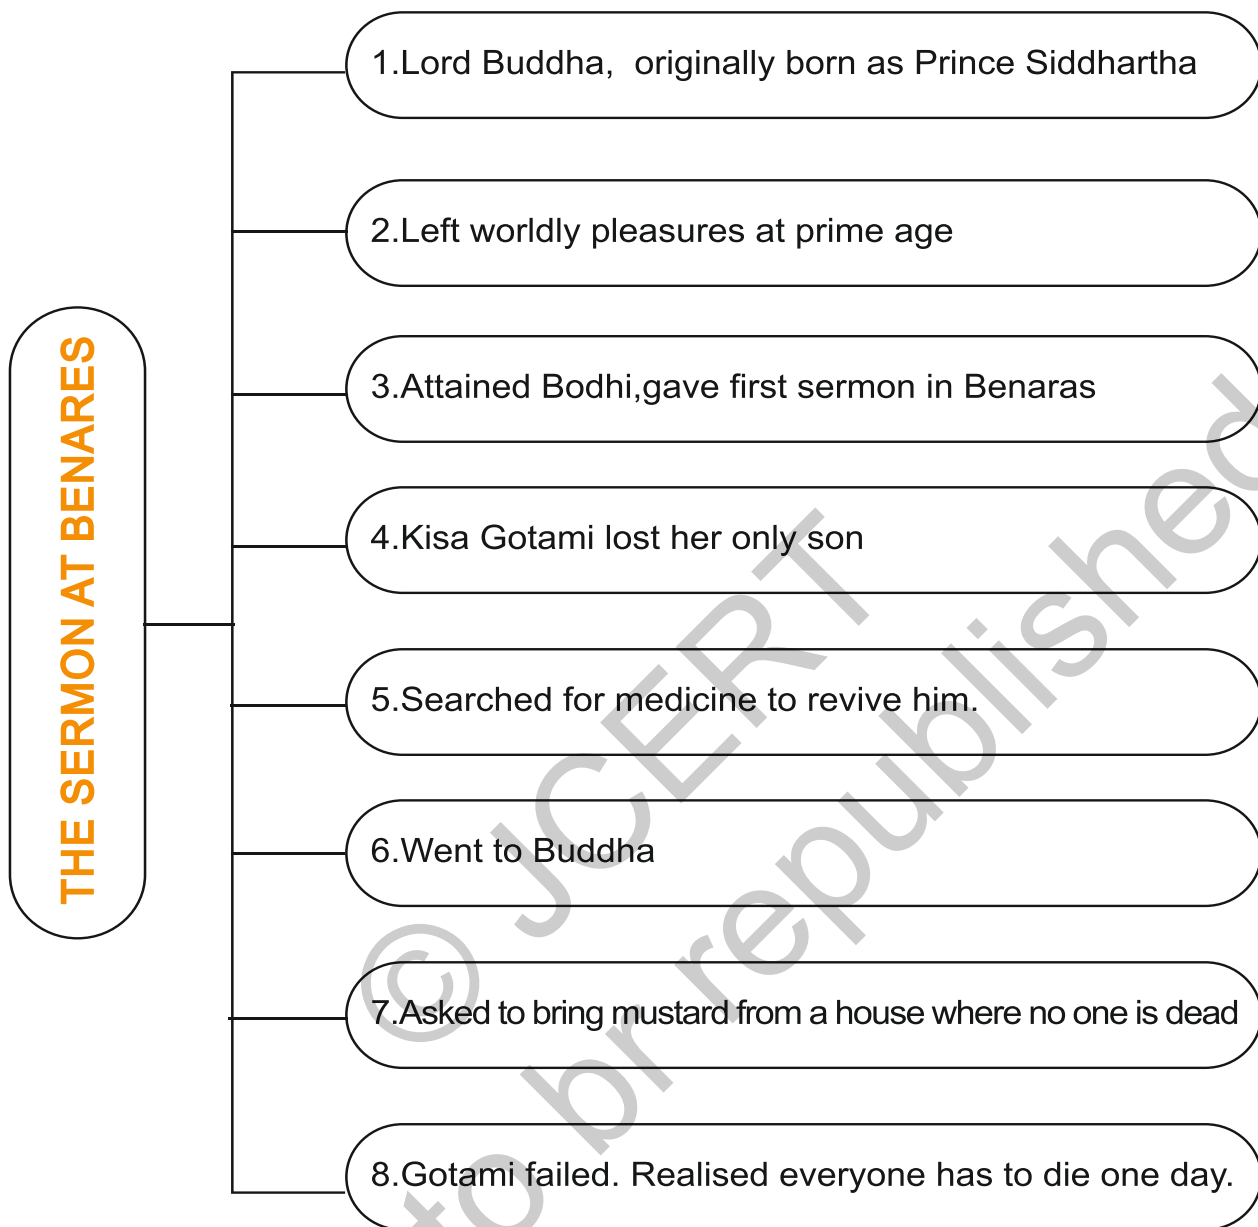 THE SERMON AT BENARES
1.Lord Buddha, originally born as Prince Siddhartha
2.Left worldly pleasures at prime age
3.Attained Bodhi,gave first sermon in Benaras
4.Kisa Gotami lost her only son
5.Searched for medicine to revive him.
6.Went to Buddha
7.Asked to bring mustard from a house where no one is dead
8.Gotami failed. Realised everyone has to die one day.
© JCERT
to br republished